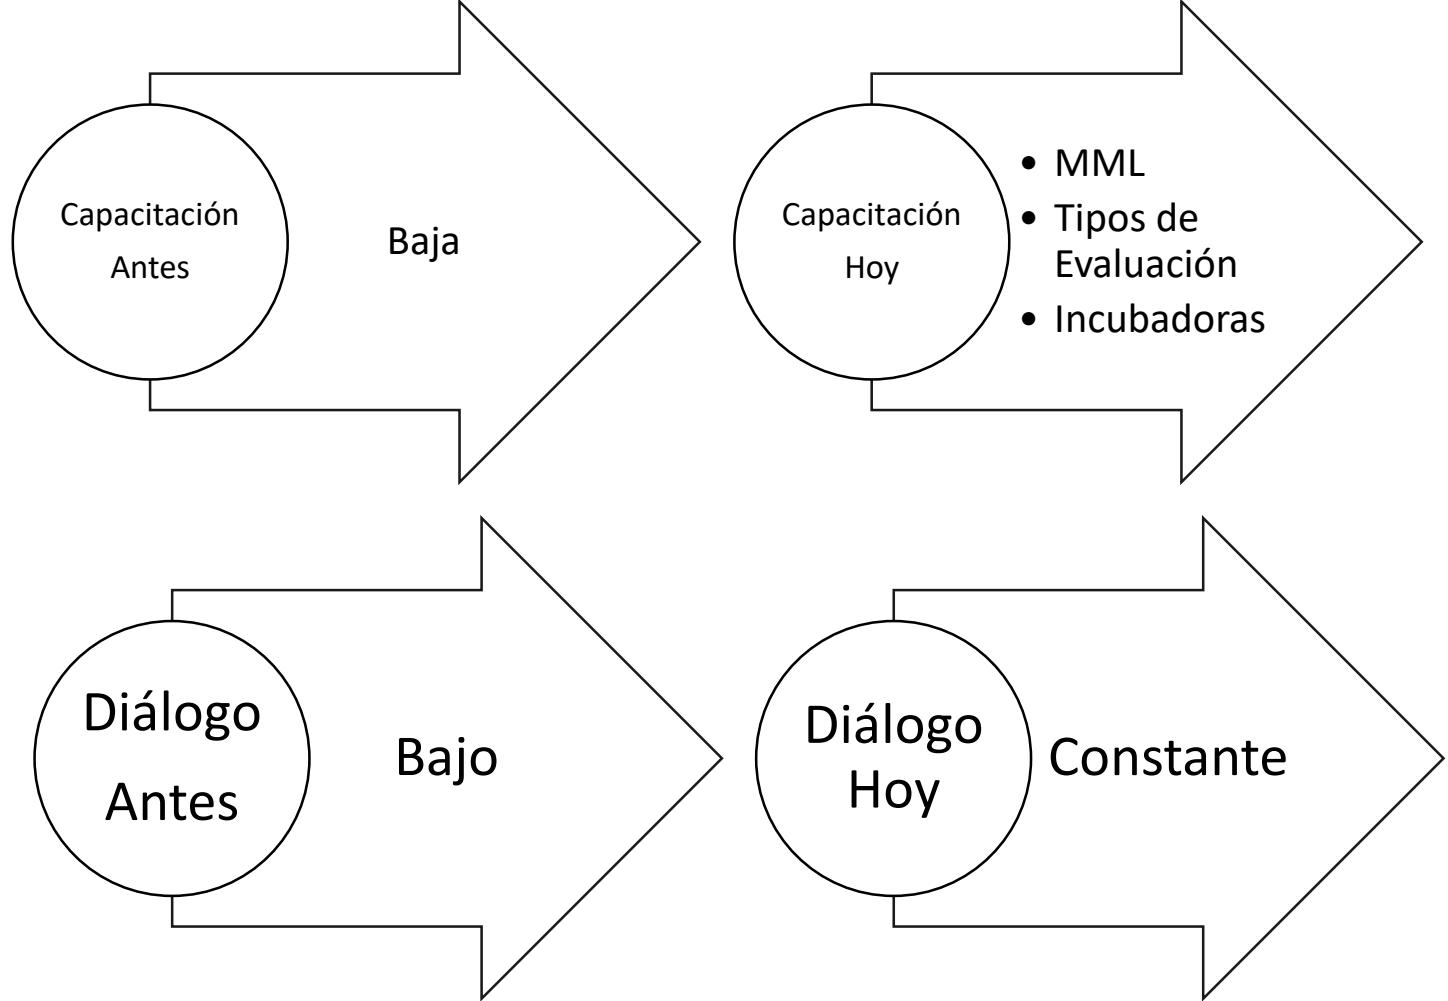 Capacitación
Antes
Baja
Capacitación
Hoy
• MML
• Tipos de
Evaluación
• Incubadoras
Diálogo
Antes
Bajo
Diálogo
Hoy
Constante